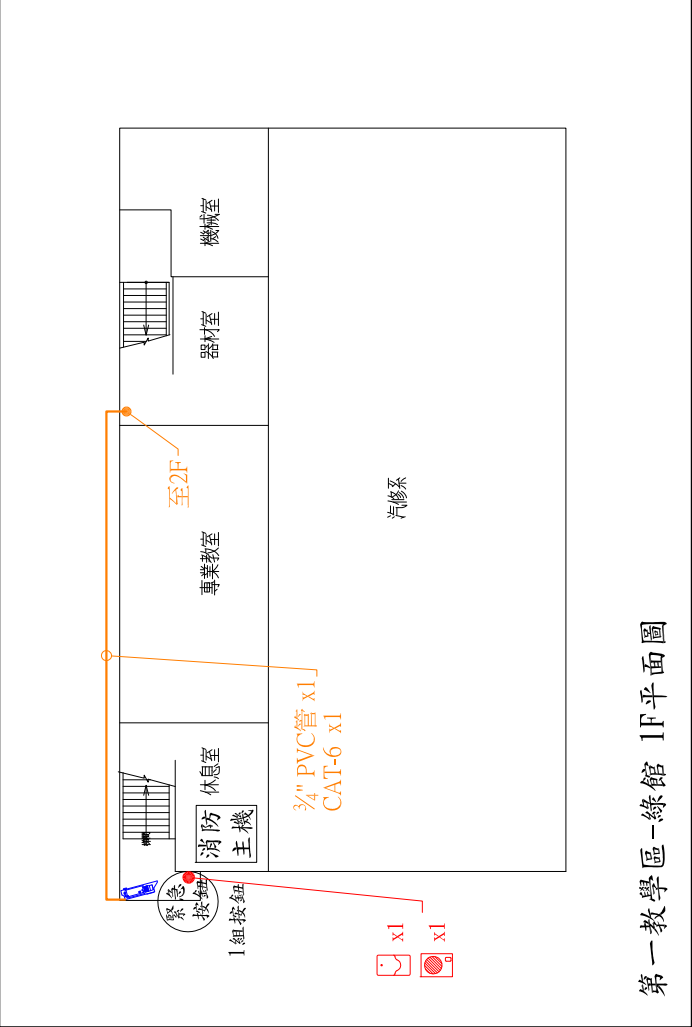 機械室
器材室
至2F
專業教室
汽修系
¾" PVC管 x1
CAT-6 x1
休息室
消防
主機
緊急
按鈕
1組按鈕
x1
x1
第一教學區-綠館 1F平面圖